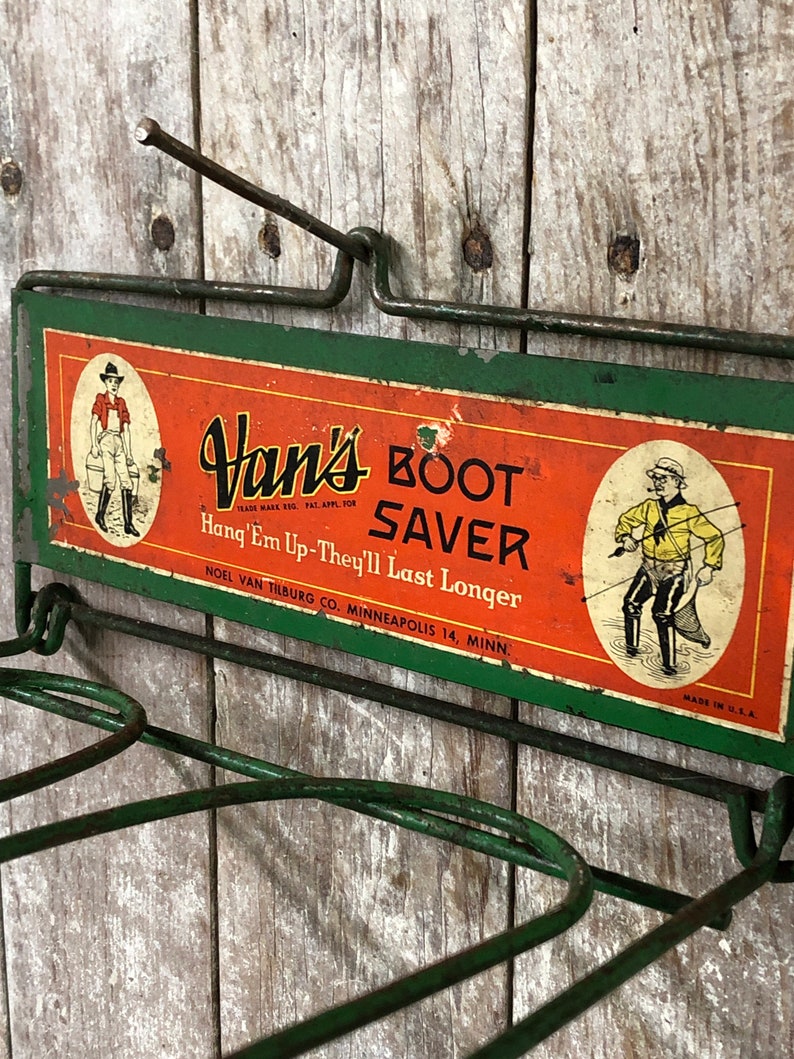 Van's BOOT
SAVER
TRADE MARK REG. PAT. APPL. FOR
Hang 'Em Up-They'll Last Longer
NOEL VAN TILBURG CO. MINNEAPOLIS 14, MINN.
MADE IN U.S.A.